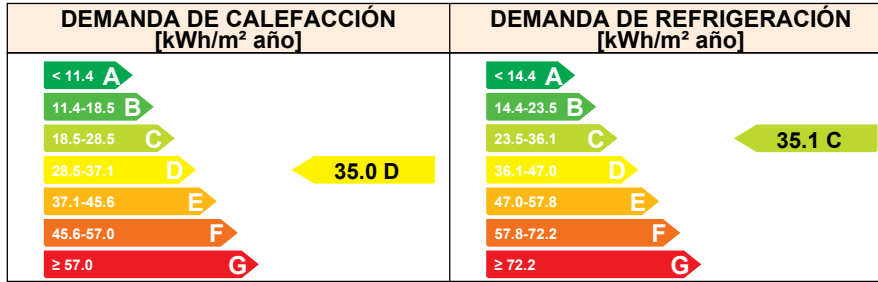 DEMANDA DE CALEFACCIÓN
[kWh/m² año]
< 11.4 A
11.4-18.5 B
18.5-28.5 C
28.5-37.1 D
35.0 D
37.1-45.6 E
45.6-57.0 F
≥ 57.0 G
DEMANDA DE REFRIGERACIÓN
[kWh/m² año]
< 14.4 A
14.4-23.5 B
23.5-36.1 C
35.1 C
36.1-47.0 D
47.0-57.8 E
57.8-72.2 F
≥ 72.2 G